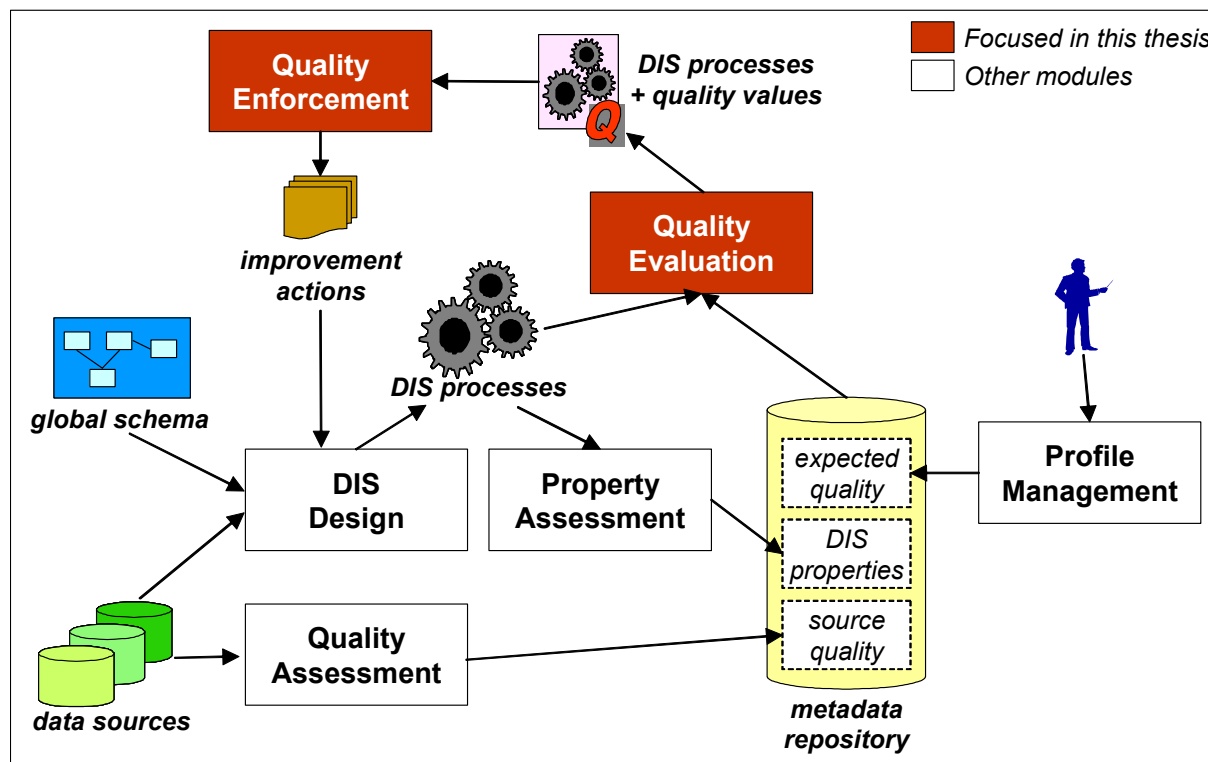 Quality
Enforcement
DIS processes
+ quality values
Q
Focused in this thesis
Other modules
Quality
Evaluation
improvement
actions
DIS processes
global schema
DIS
Design
Property
Assessment
expected
quality
DIS
properties
source
quality
Profile
Management
Quality
Assessment
data sources
metadata
repository